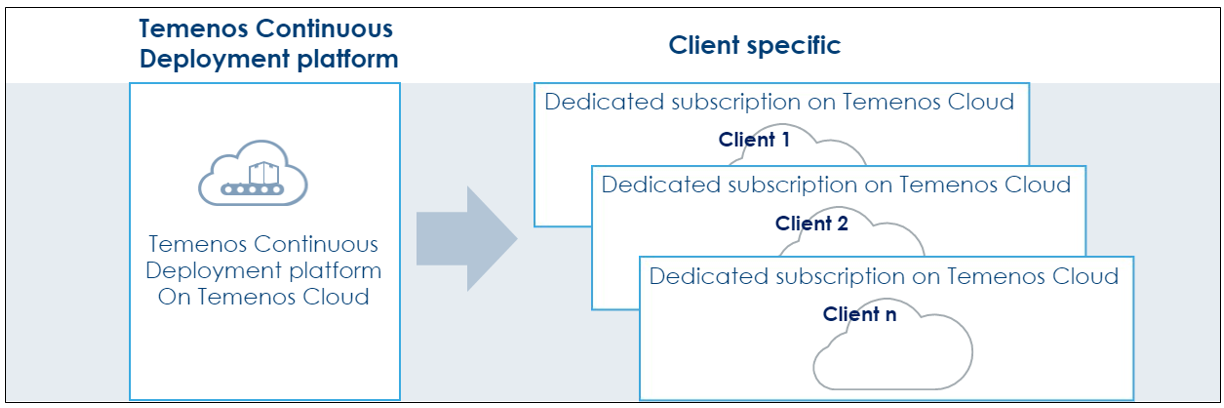 Temenos Continuous
Deployment platform
Client specific
Temenos Continuous
Deployment platform
On Temenos Cloud
Dedicated subscription on Temenos Cloud
Client 1
Dedicated subscription on Temenos Cloud
Client 2
Dedicated subscription on Temenos Cloud
Client n